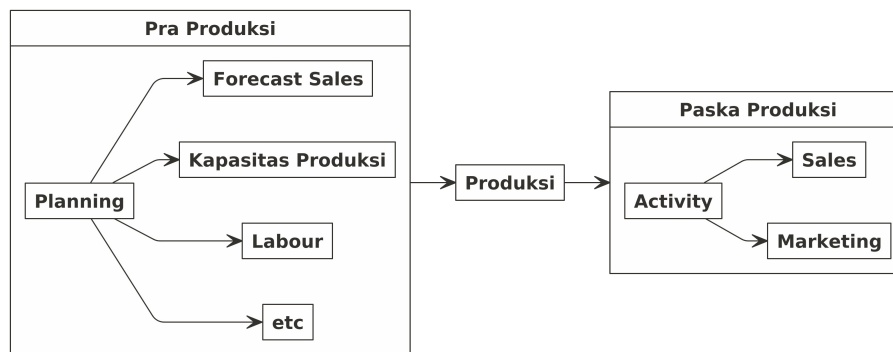 Pra Produksi
Forecast Sales
Kapasitas Produksi
Planning
Labour
etc
Produksi
Paska Produksi
Sales
Activity
Marketing